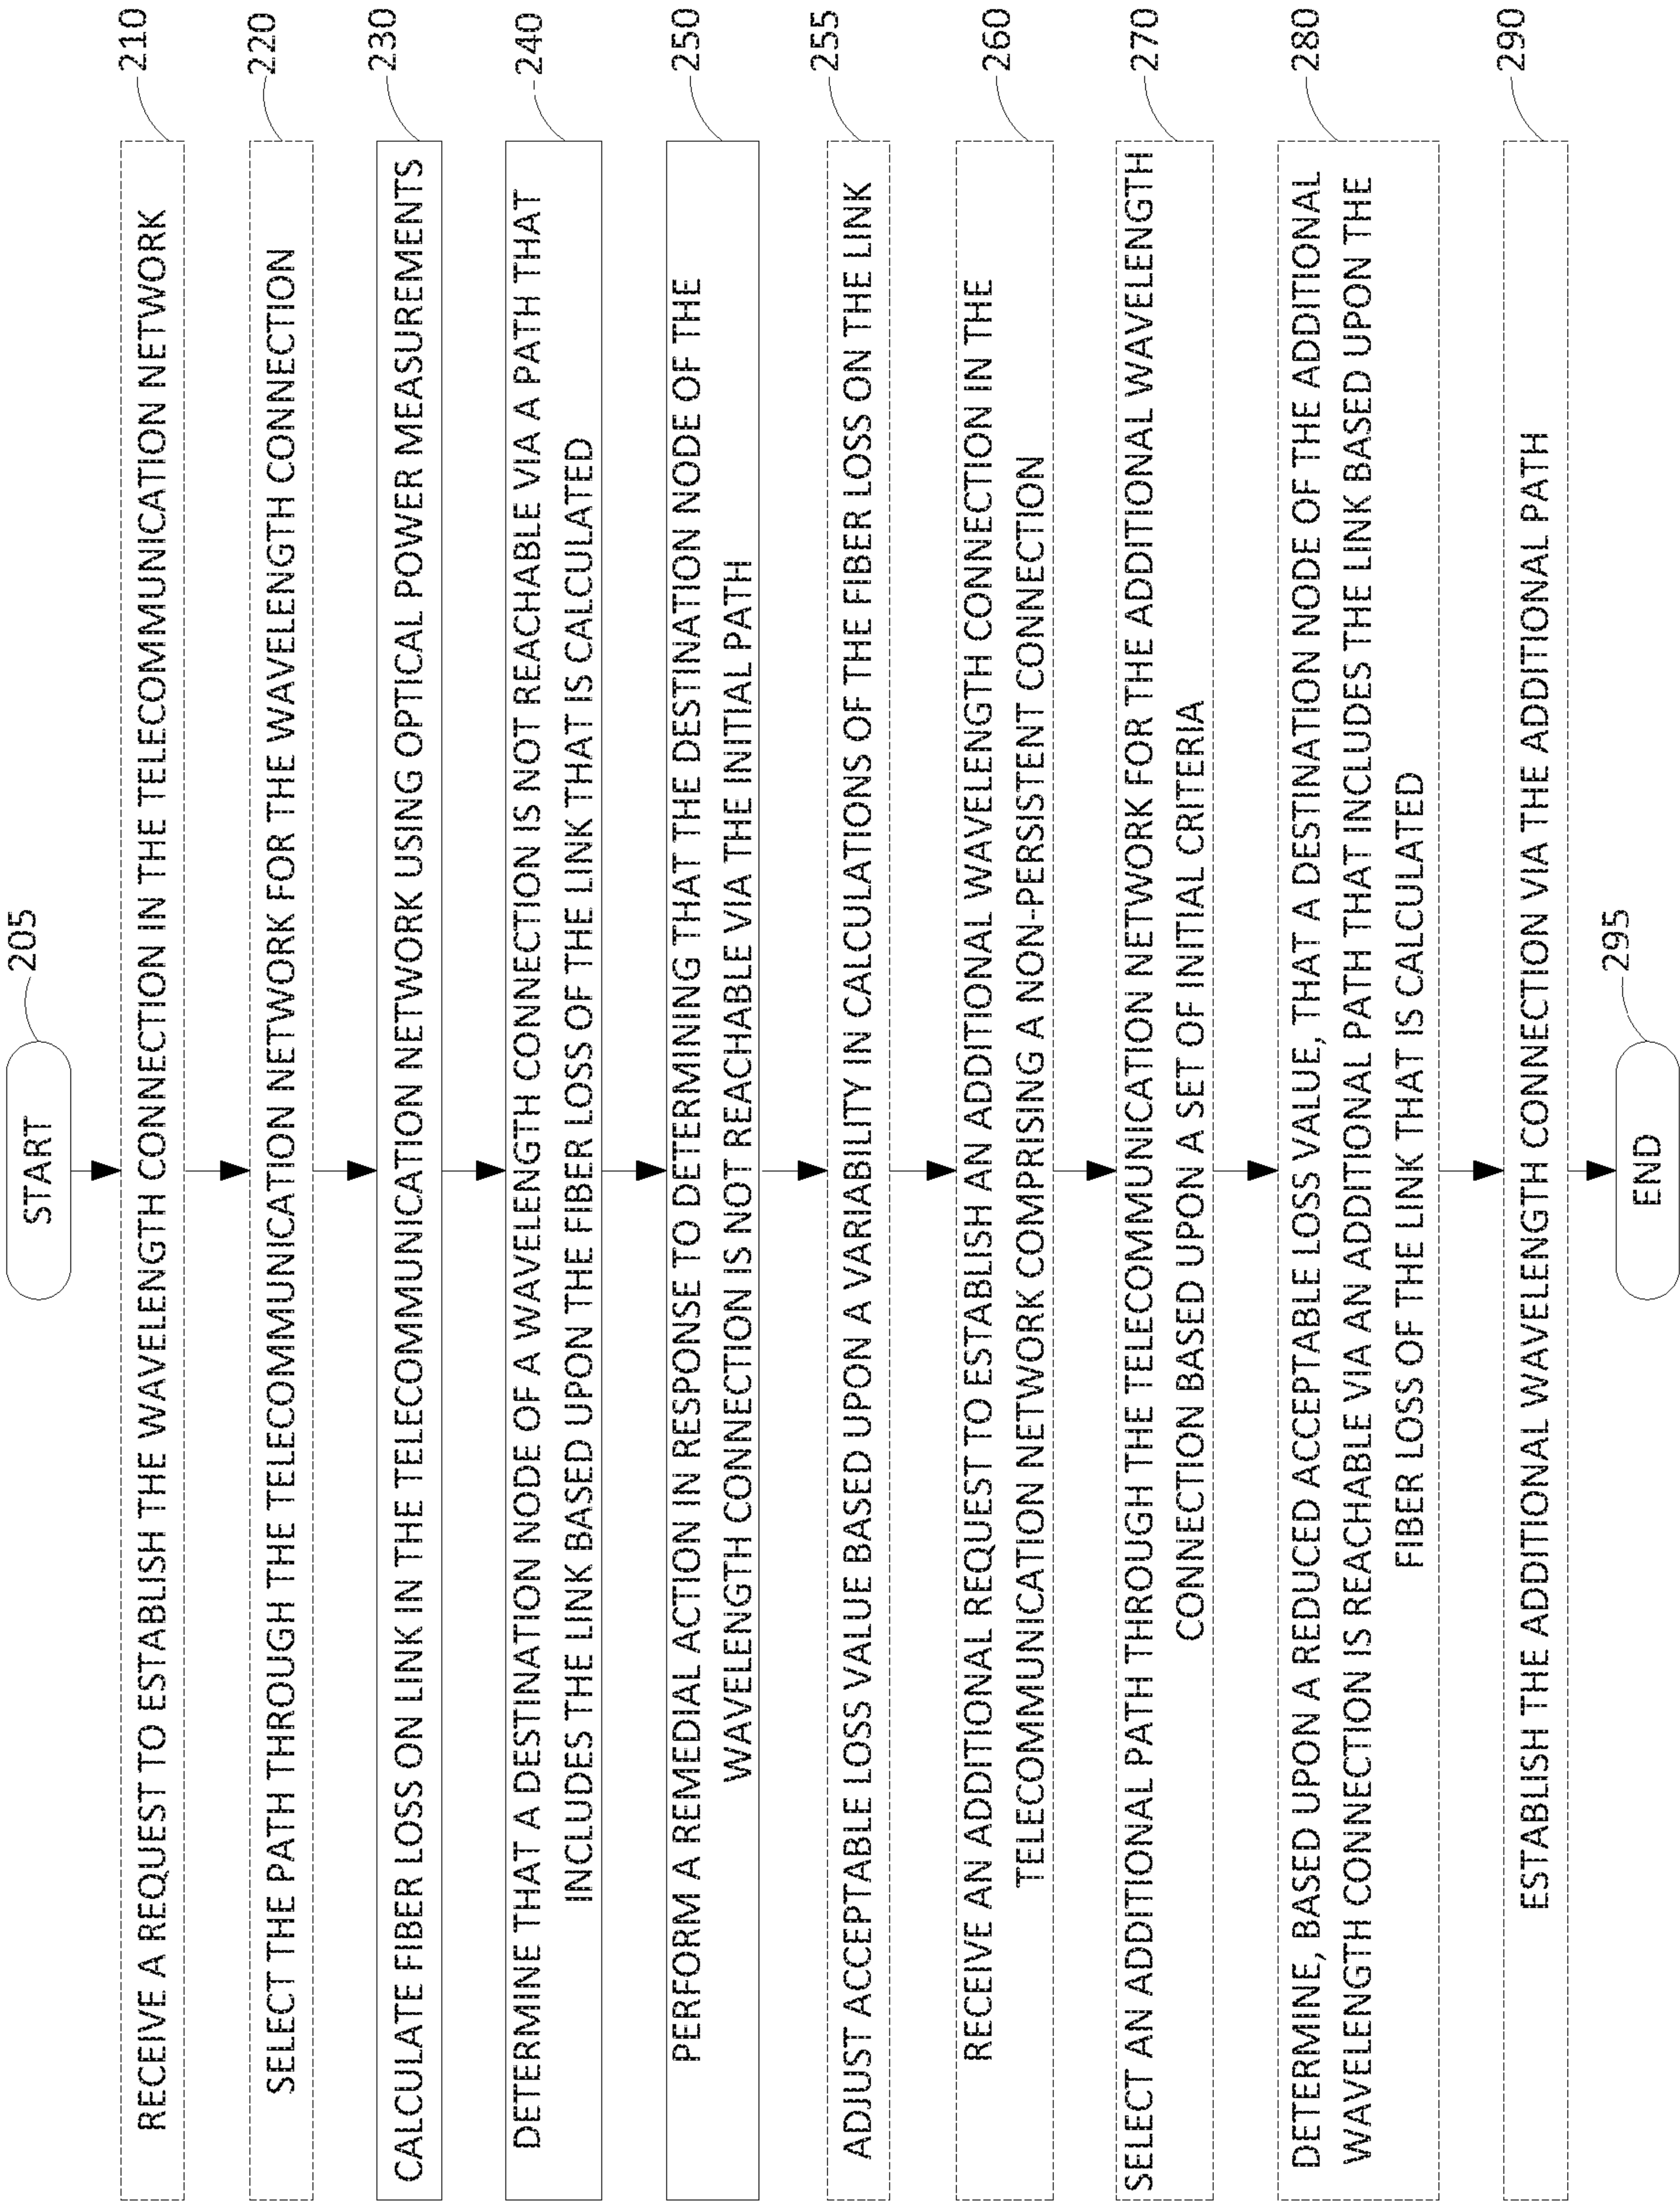 START
205
RECEIVE A REQUEST TO ESTABLISH THE WAVELENGTH CONNECTION IN THE TELECOMMUNICATION NETWORK
210
SELECT THE PATH THROUGH THE TELECOMMUNICATION NETWORK FOR THE WAVELENGTH CONNECTION
220
CALCULATE FIBER LOSS ON LINK IN THE TELECOMMUNICATION NETWORK USING OPTICAL POWER MEASUREMENTS
230
DETERMINE THAT A DESTINATION NODE OF A WAVELENGTH CONNECTION IS NOT REACHABLE VIA A PATH THAT
INCLUDES THE LINK BASED UPON THE FIBER LOSS OF THE LINK THAT IS CALCULATED
240
PERFORM A REMEDIAL ACTION IN RESPONSE TO DETERMINING THAT THE DESTINATION NODE OF THE
WAVELENGTH CONNECTION IS NOT REACHABLE VIA THE INITIAL PATH
250
ADJUST ACCEPTABLE LOSS VALUE BASED UPON A VARIABILITY IN CALCULATIONS OF THE FIBER LOSS ON THE LINK
255
RECEIVE AN ADDITIONAL REQUEST TO ESTABLISH AN ADDITIONAL WAVELENGTH CONNECTION IN THE
TELECOMMUNICATION NETWORK COMPRISING A NON-PERSISTENT CONNECTION
260
SELECT AN ADDITIONAL PATH THROUGH THE TELECOMMUNICATION NETWORK FOR THE ADDITIONAL WAVELENGTH
CONNECTION BASED UPON A SET OF INITIAL CRITERIA
270
DETERMINE, BASED UPON A REDUCED ACCEPTABLE LOSS VALUE, THAT A DESTINATION NODE OF THE ADDITIONAL
WAVELENGTH CONNECTION IS REACHABLE VIA AN ADDITIONAL PATH THAT INCLUDES THE LINK BASED UPON THE
FIBER LOSS OF THE LINK THAT IS CALCULATED
280
ESTABLISH THE ADDITIONAL WAVELENGTH CONNECTION VIA THE ADDITIONAL PATH
290
END
295